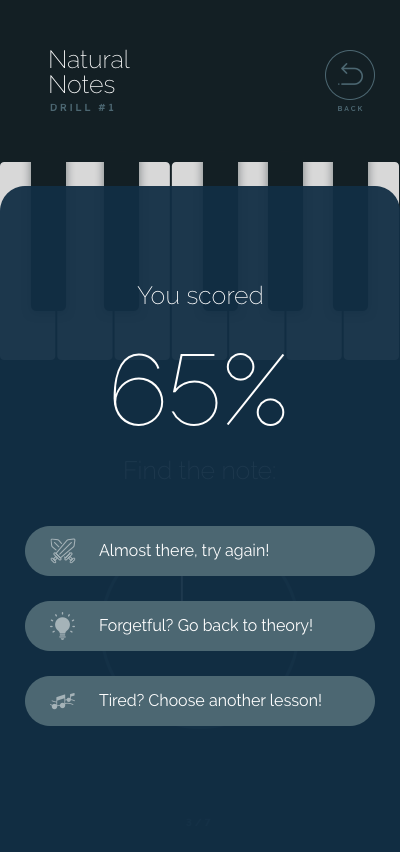 Natural
Notes
DRILL #1
BACK
You scored
65%
Find the note
Almost there, try again!
Forgetful? Go back to theory!
Tired? Choose another lesson!